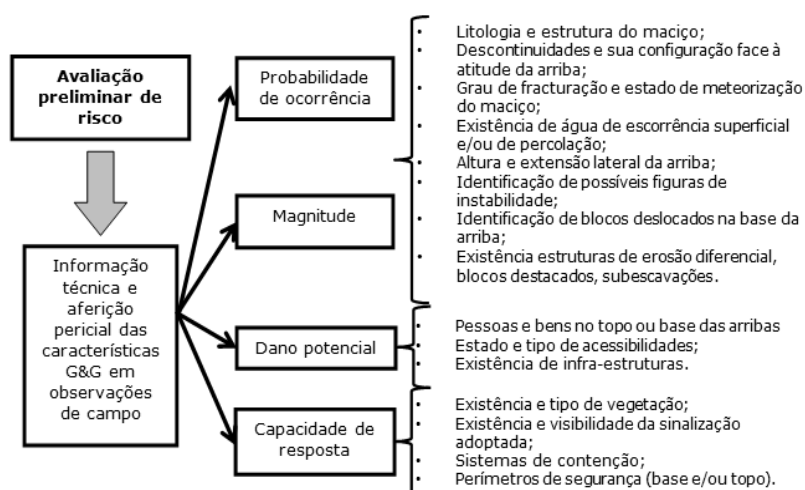 Avaliação
preliminar de
risco
Informação
técnica e
aferição
pericial das
características
G&G em
observações
de campo
Probabilidade
de ocorrência
Magnitude
Dano potencial
Capacidade de
resposta
· Litologia e estrutura do maciço;
· Descontinuidades e sua configuração face à
atitude da arriba;
· Grau de fracturação e estado de meteorização
do maciço;
· Existência de água de escorrência superficial
e/ou de percolação;
· Altura e extensão lateral da arriba;
· Identificação de possíveis figuras de
instabilidade;
· Identificação de blocos deslocados na base da
arriba;
· Existência estruturas de erosão diferencial,
blocos destacados, subescavações.
· Pessoas e bens no topo ou base das arribas
· Estado e tipo de acessibilidades;
· Existência de infra-estruturas.
· Existência e tipo de vegetação;
· Existência e visibilidade da sinalização
adoptada;
· Sistemas de contenção;
· Perímetros de segurança (base e/ou topo).